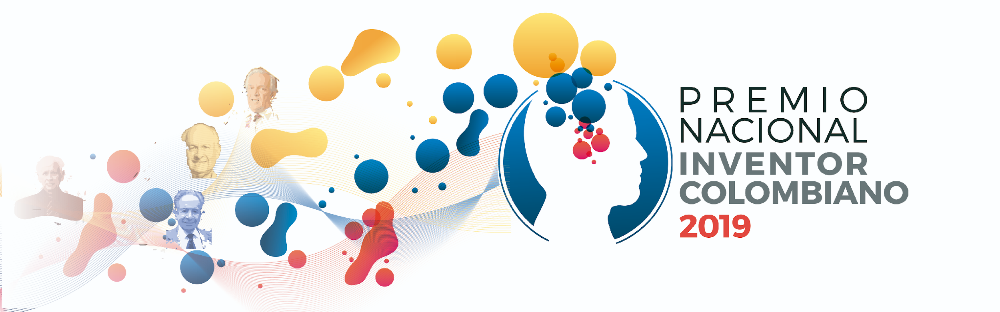 PREMIO
NACIONAL
INVENTOR
COLOMBIANO
2019